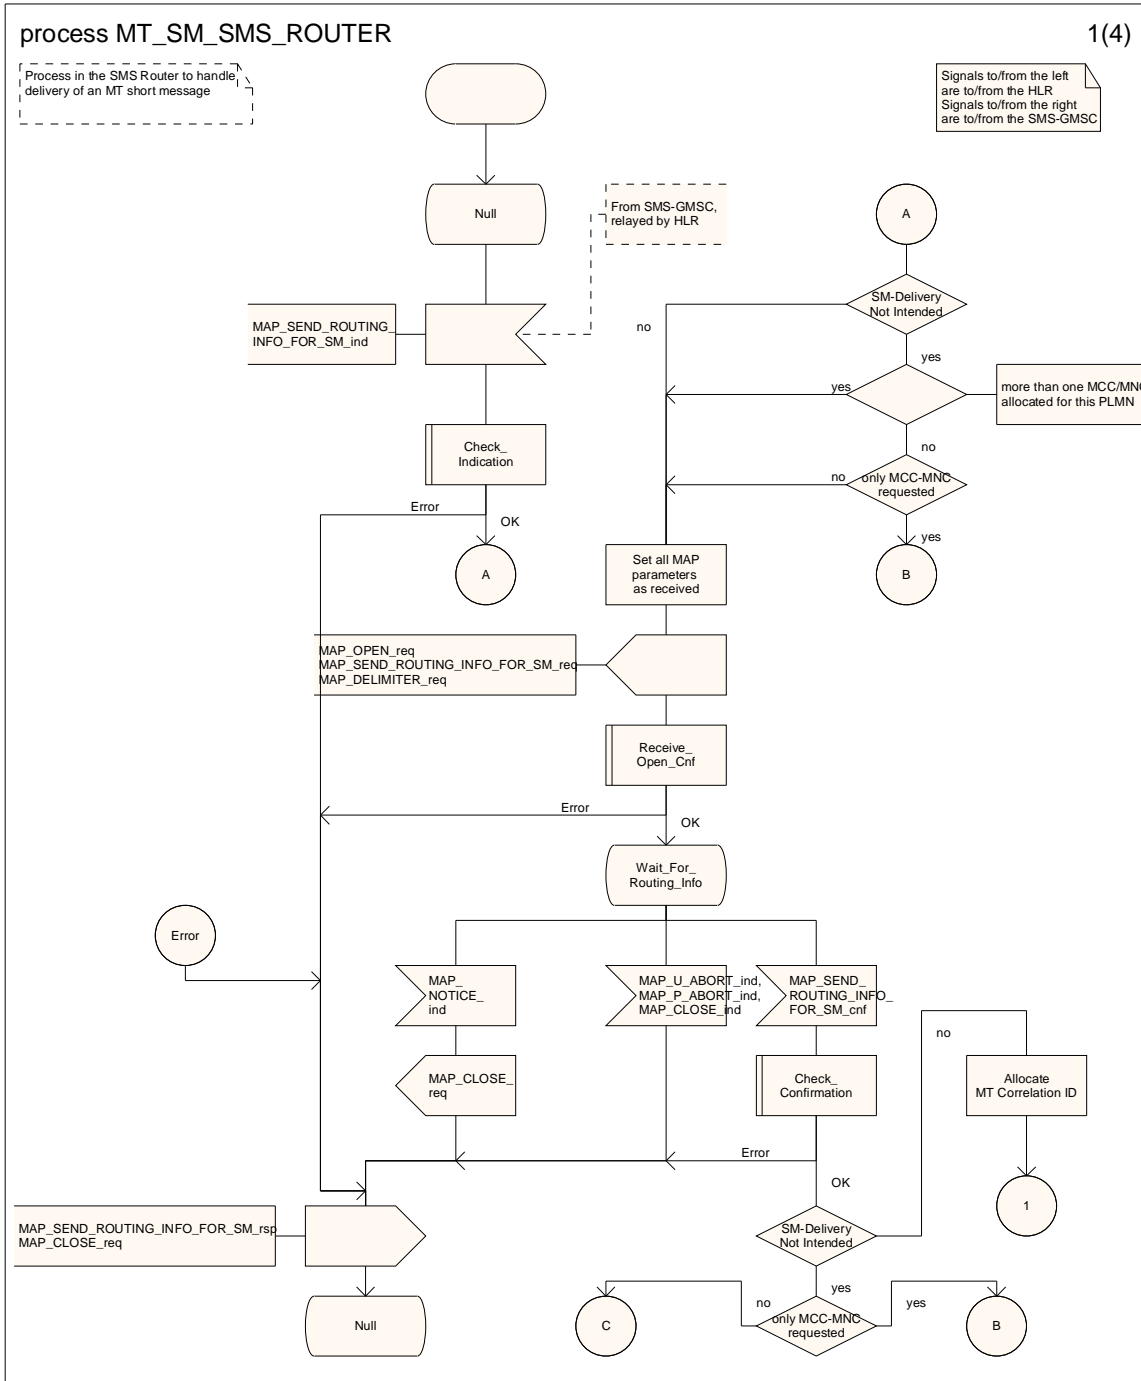 process MT_SM_SMS_ROUTER
1(4)
Process in the SMS Router to handle
delivery of an MT short message
Signals to/from the left
are to/from the HLR
Signals to/from the right
are to/from the SMS-GMSC
Null
From SMS-GMSC,
relayed by HLR
A
SM-Delivery
Not Intended
MAP_SEND_ROUTING_
INFO_FOR_SM_ind
no
yes
yes
more than one MCC/MNC
allocated for this PLMN
Check_
Indication
no
no
only MCC-MNC
requested
Error
OK
yes
A
Set all MAP
parameters
as received
B
MAP_OPEN_req
MAP_SEND_ROUTING_INFO_FOR_SM_req
MAP_DELIMITER_req
Receive_
Open_Cnf
Error
OK
Wait_For_
Routing_Info
Error
MAP_
NOTICE_
ind
MAP_U_ABORT_ind,
MAP_P_ABORT_ind,
MAP_CLOSE_ind
MAP_SEND_
ROUTING_INFO_
FOR_SM_cnf
no
MAP_CLOSE_
req
Check_
Confirmation
Allocate
MT Correlation ID
Error
OK
1
MAP_SEND_ROUTING_INFO_FOR_SM_rsp
MAP_CLOSE_req
SM-Delivery
Not Intended
yes
no
yes
Null
C
only MCC-MNC
requested
B